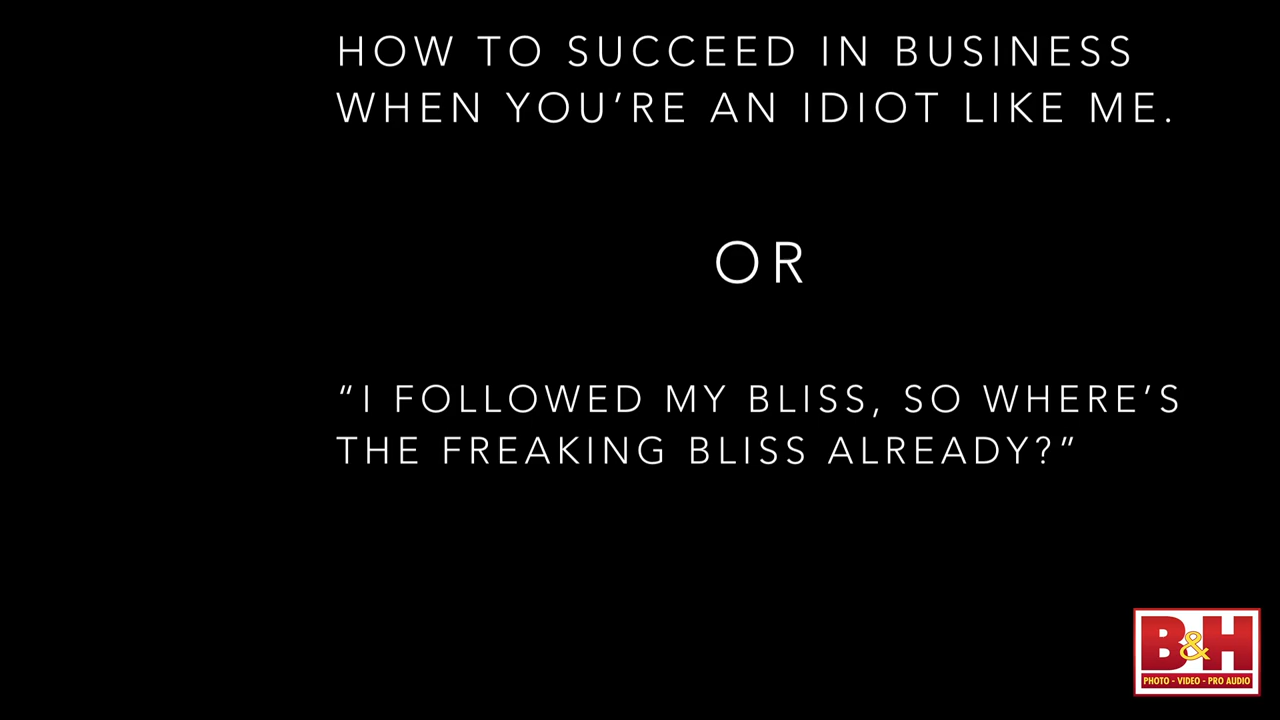 HOW TO SUCCEED IN BUSINESS
WHEN YOU’RE AN IDIOT LIKE ME.
OR
“I FOLLOWED MY BLISS, SO WHERE’S
THE FREAKING BLISS ALREADY?”
B&H
PHOTO - VIDEO - PRO AUDIO